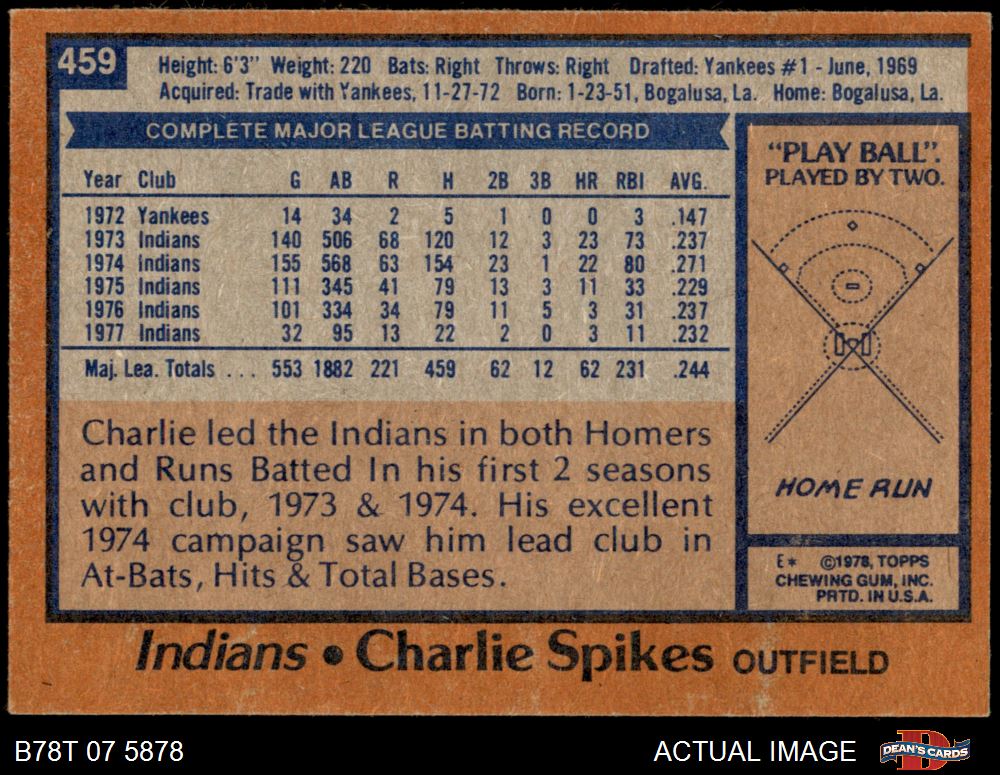 459
Height: 6'3" Weight: 220 Bats: Right Throws: Right Drafted: Yankees #1 - June, 1969
Acquired: Trade with Yankees, 11-27-72 Born: 1-23-51, Bogalusa, La. Home: Bogalusa, La.
COMPLETE MAJOR LEAGUE BATTING RECORD
Year Club G AB R H 2B 3B HR RBI AVG.
1972 Yankees 14 34 2 5 1 0 0 3 .147
1973 Indians 140 506 68 120 12 3 23 73 .237
1974 Indians 155 568 63 154 23 1 22 80 .271
1975 Indians 111 345 41 79 13 3 11 33 .229
1976 Indians 101 334 34 79 11 5 3 31 .237
1977 Indians 32 95 13 22 2 0 3 11 .232
Maj. Lea. Totals . . . 553 1882 221 459 62 12 62 231 .244
Charlie led the Indians in both Homers
and Runs Batted In his first 2 seasons
with club, 1973 & 1974. His excellent
1974 campaign saw him lead club in
At-Bats, Hits & Total Bases.
"PLAY BALL".
PLAYED BY TWO.
HOME RUN
E* ©1978, TOPPS
CHEWING GUM, INC.
PRTD. IN U.S.A.
Indians • Charlie Spikes OUTFIELD
B78T 07 5878
ACTUAL IMAGE
D
DEAN'S CARDS